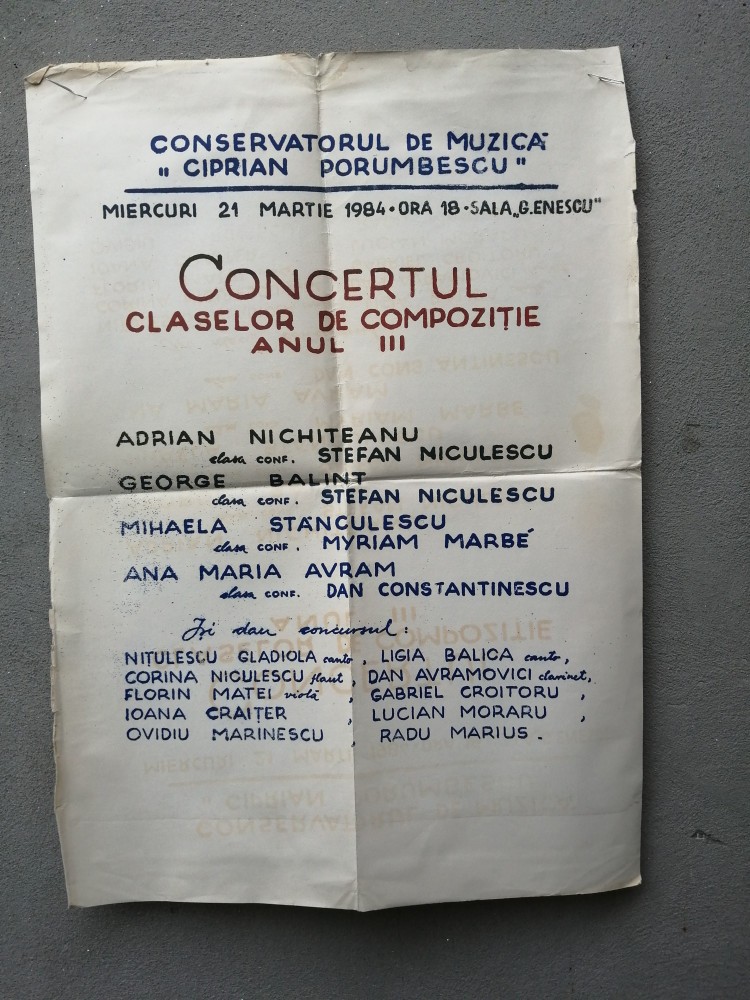 CONSERVATORUL DE MUZICĂ
„ CIPRIAN PORUMBESCU"
MIERCURI 21 MARTIE 1984 • ORA 18 • SALA „G.ENESCU"
CONCERTUL
CLASELOR DE COMPOZIȚIE
ANUL III
ADRIAN NICHITEANU
clasa CONF. STEFAN NICULESCU
GEORGE BALINT
clasa CONF. STEFAN NICULESCU
MIHAELA STĂNCULESCU
clasa CONF. MYRIAM MARBÉ
ANA MARIA AVRAM
clasa CONF. DAN CONSTANTINESCU
Își dau concursul:
NIȚULESCU GLADIOLA canto, LIGIA BALICA canto,
CORINA NICULESCU flaut, DAN AVRAMOVICI clarinet,
FLORIN MATEI violă, GABRIEL CROITORU,
IOANA CRAIȚER, LUCIAN MORARU,
OVIDIU MARINESCU, RADU MARIUS.